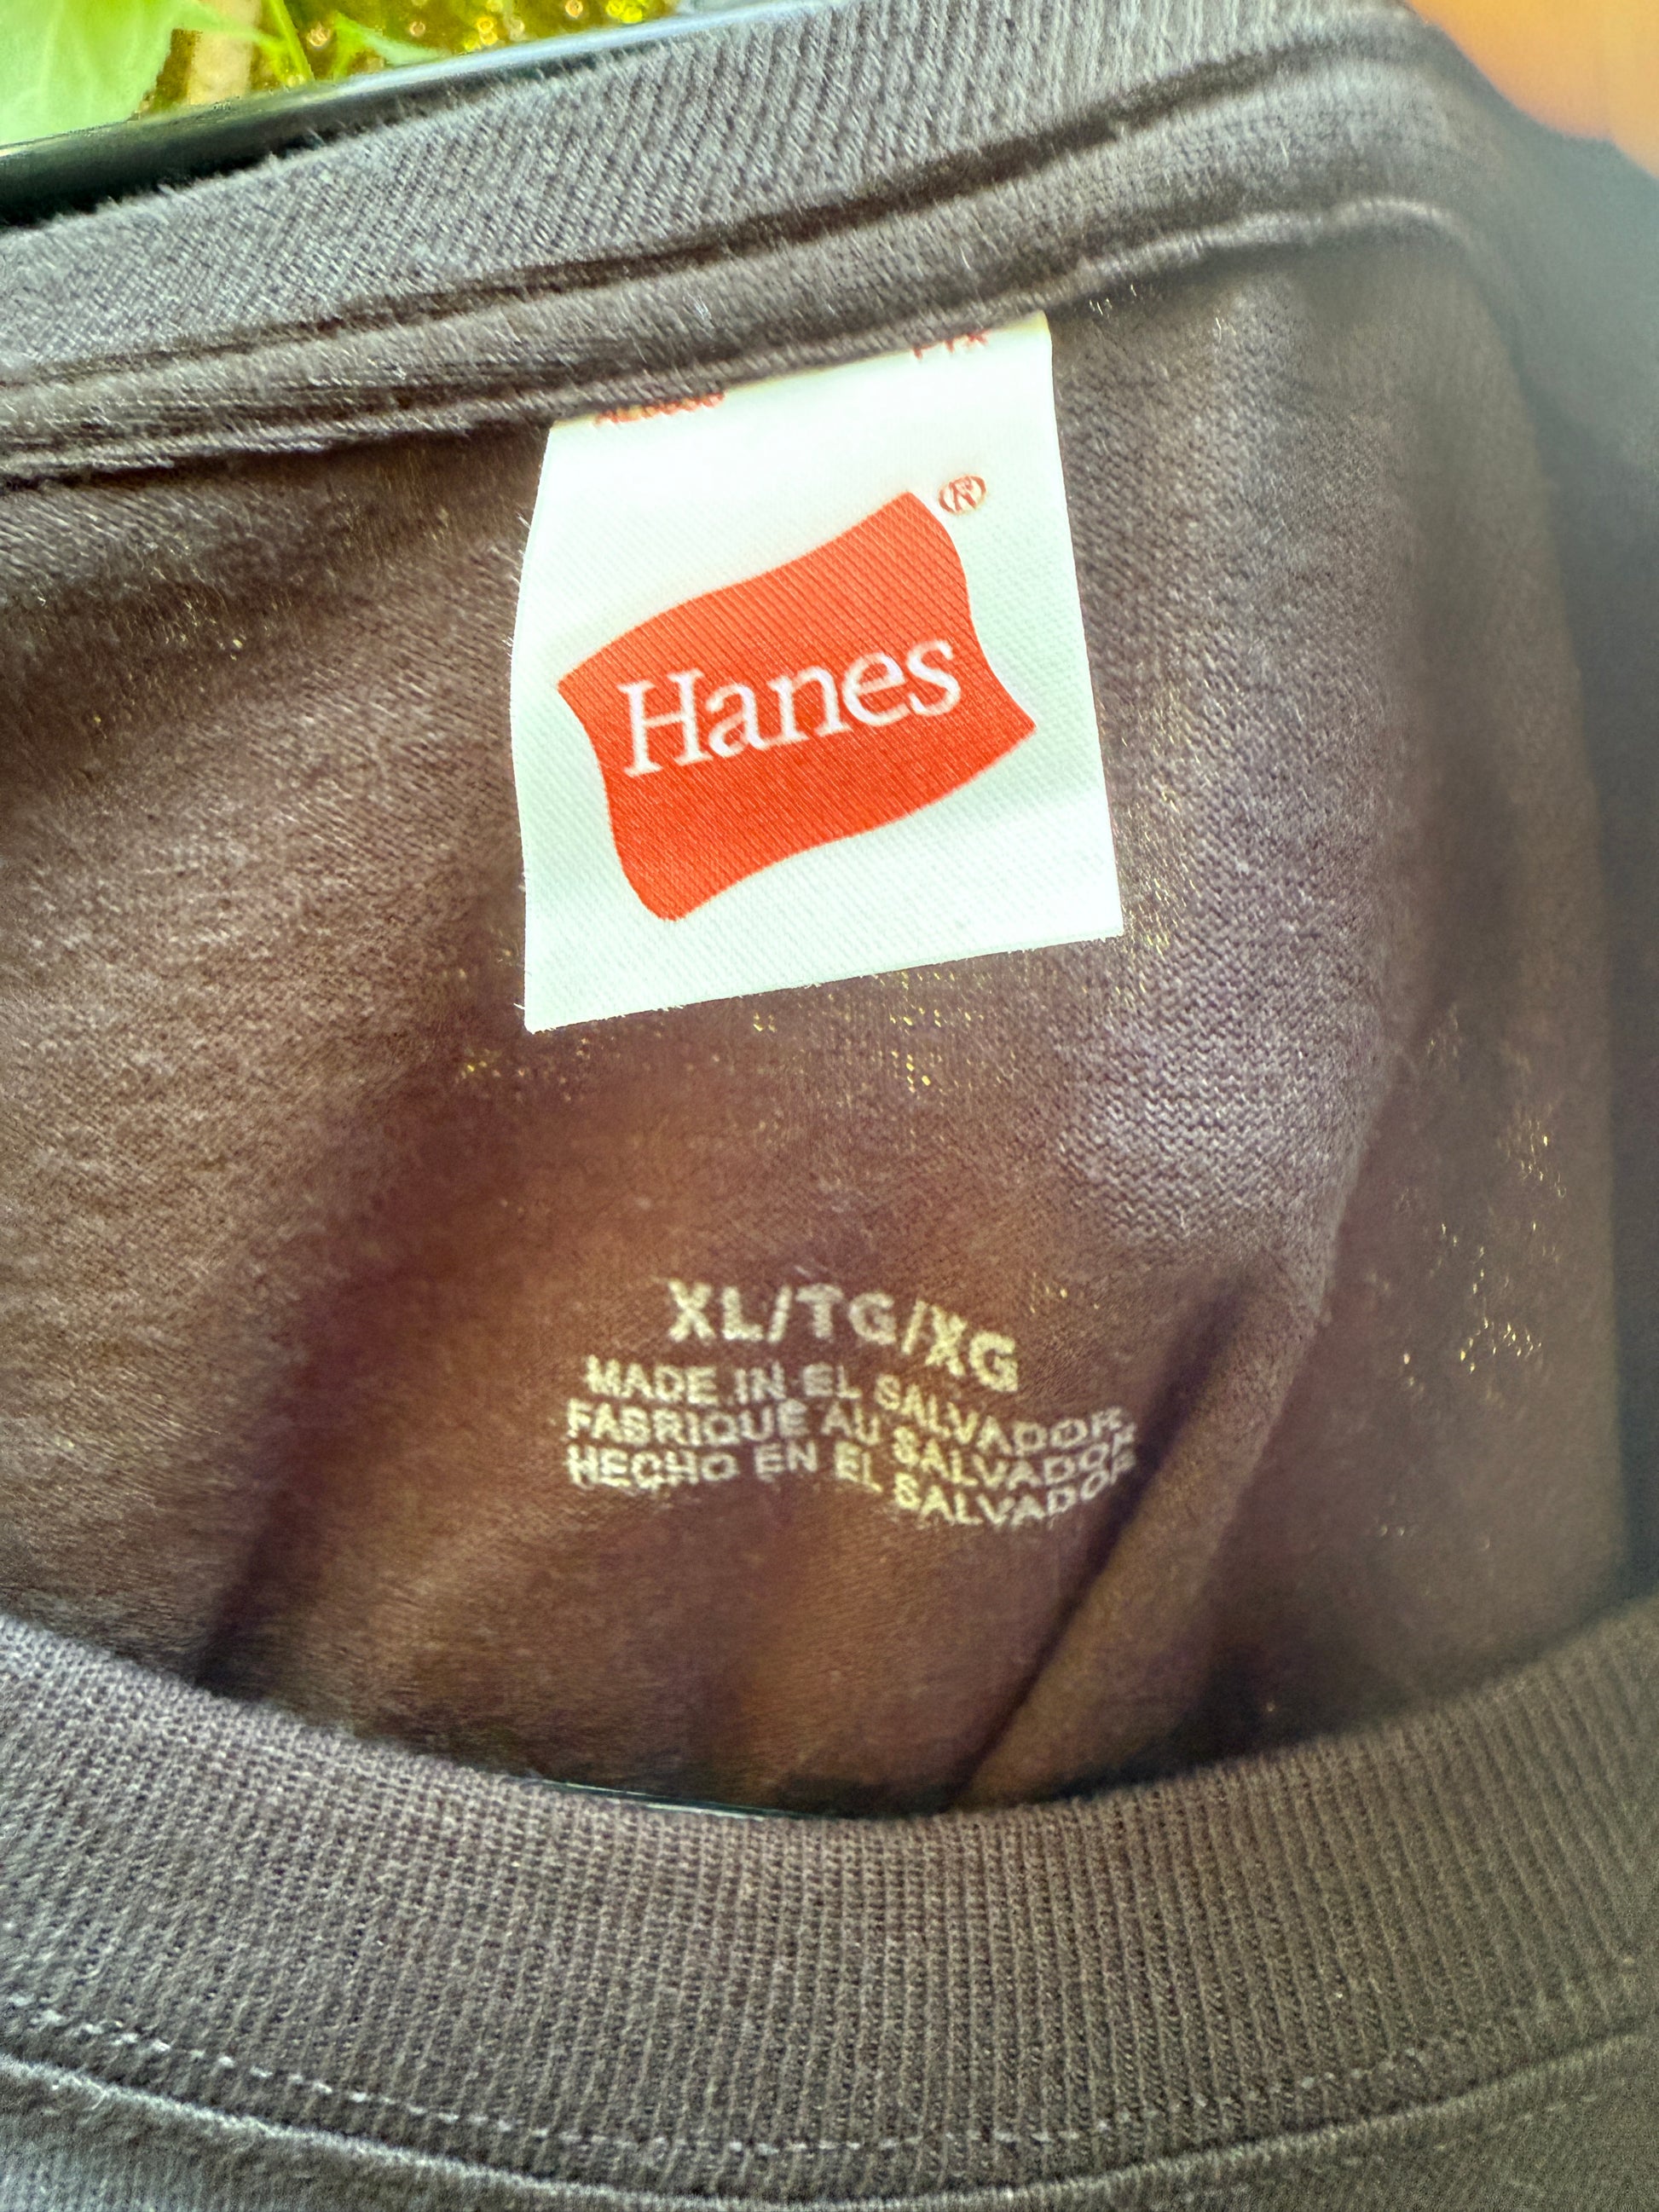 ®
Hanes
XL/TG/XG
MADE IN EL SALVADOR
FABRIQUÉ AU SALVADOR
HECHO EN EL SALVADOR